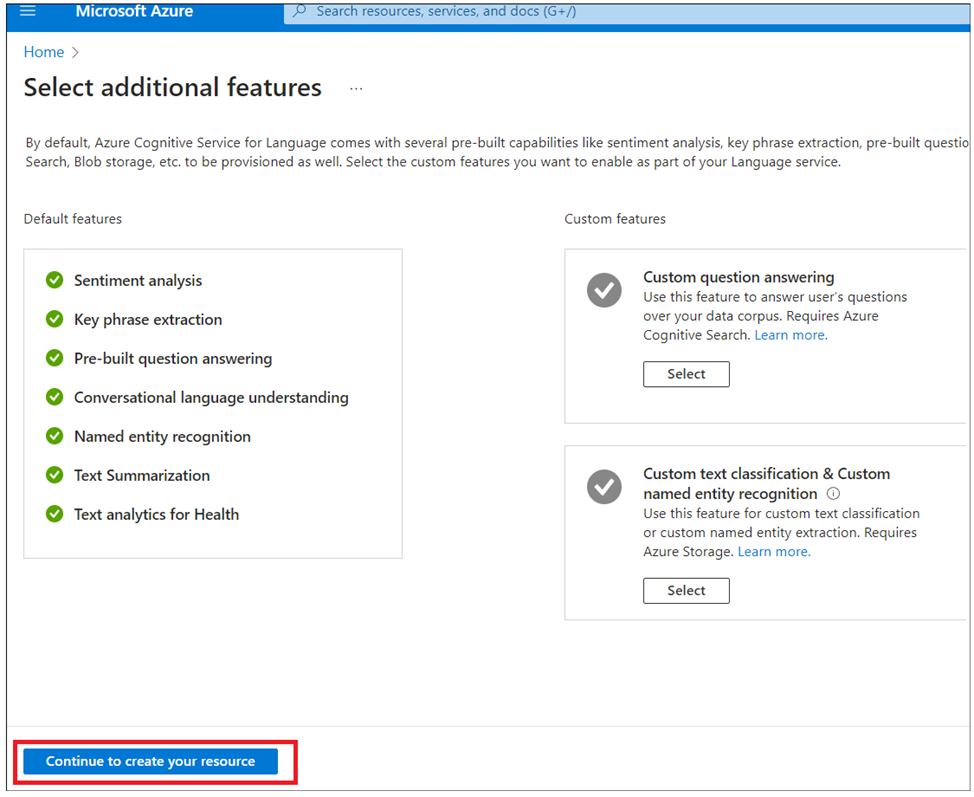 Microsoft Azure
Search resources, services, and docs (G+/)
Home >
Select additional features ...
By default, Azure Cognitive Service for Language comes with several pre-built capabilities like sentiment analysis, key phrase extraction, pre-built questio
Search, Blob storage, etc. to be provisioned as well. Select the custom features you want to enable as part of your Language service.
Default features
Sentiment analysis
Key phrase extraction
Pre-built question answering
Conversational language understanding
Named entity recognition
Text Summarization
Text analytics for Health
Custom features
Custom question answering
Use this feature to answer user's questions
over your data corpus. Requires Azure
Cognitive Search. Learn more.
Select
Custom text classification & Custom
named entity recognition
Use this feature for custom text classification
or custom named entity extraction. Requires
Azure Storage. Learn more.
Select
Continue to create your resource